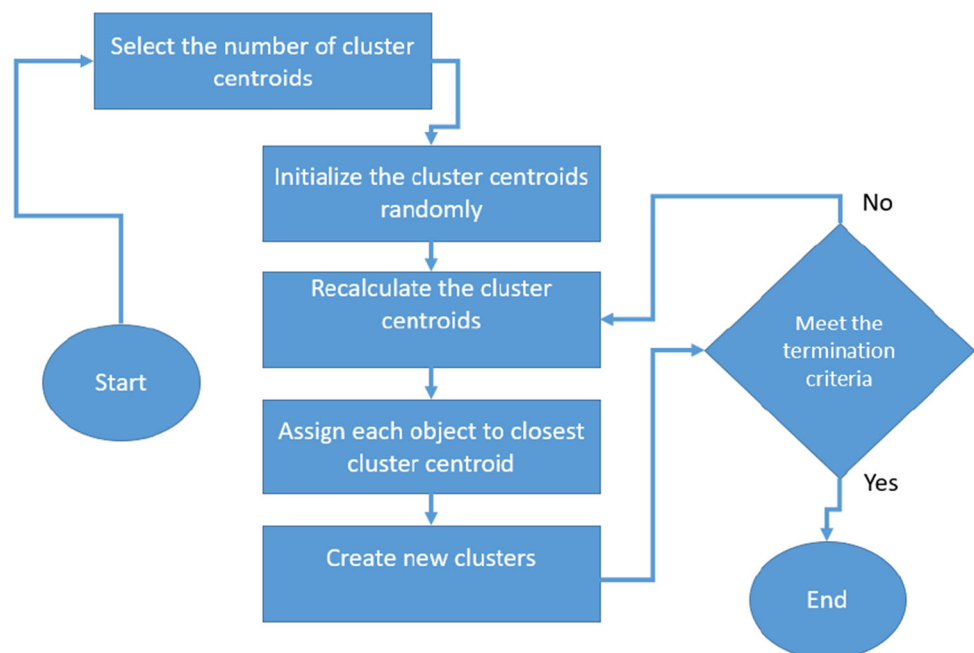 Select the number of cluster
centroids
Initialize the cluster centroids
randomly
No
Recalculate the cluster
centroids
Meet the
termination
criteria
Start
Assign each object to closest
cluster centroid
Yes
Create new clusters
End